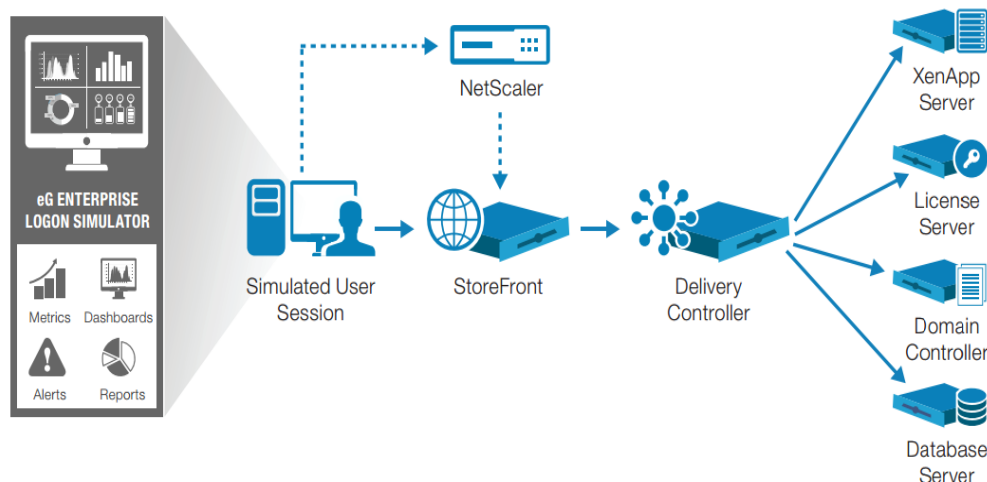 eG ENTERPRISE
LOGON SIMULATOR
Metrics
Dashboards
Alerts
Reports
Simulated User
Session
NetScaler
StoreFront
Delivery
Controller
XenApp
Server
License
Server
Domain
Controller
Database
Server